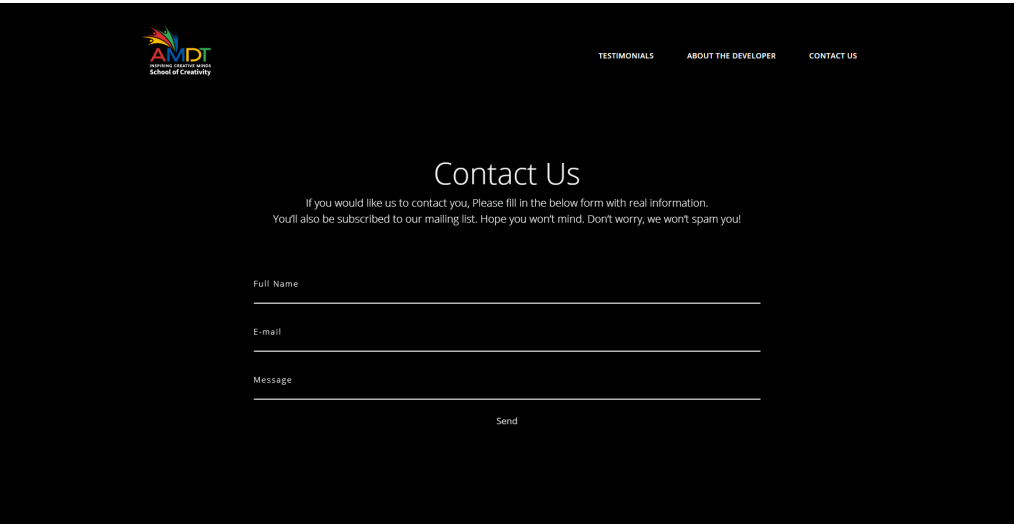 AMDT
INSPIRING CREATIVE MINDS
School of Creativity
TESTIMONIALS ABOUT THE DEVELOPER CONTACT US
Contact Us
If you would like us to contact you, Please fill in the below form with real information.
You'll also be subscribed to our mailing list. Hope you won't mind. Don't worry, we won't spam you!
Full Name
E-mail
Message
Send